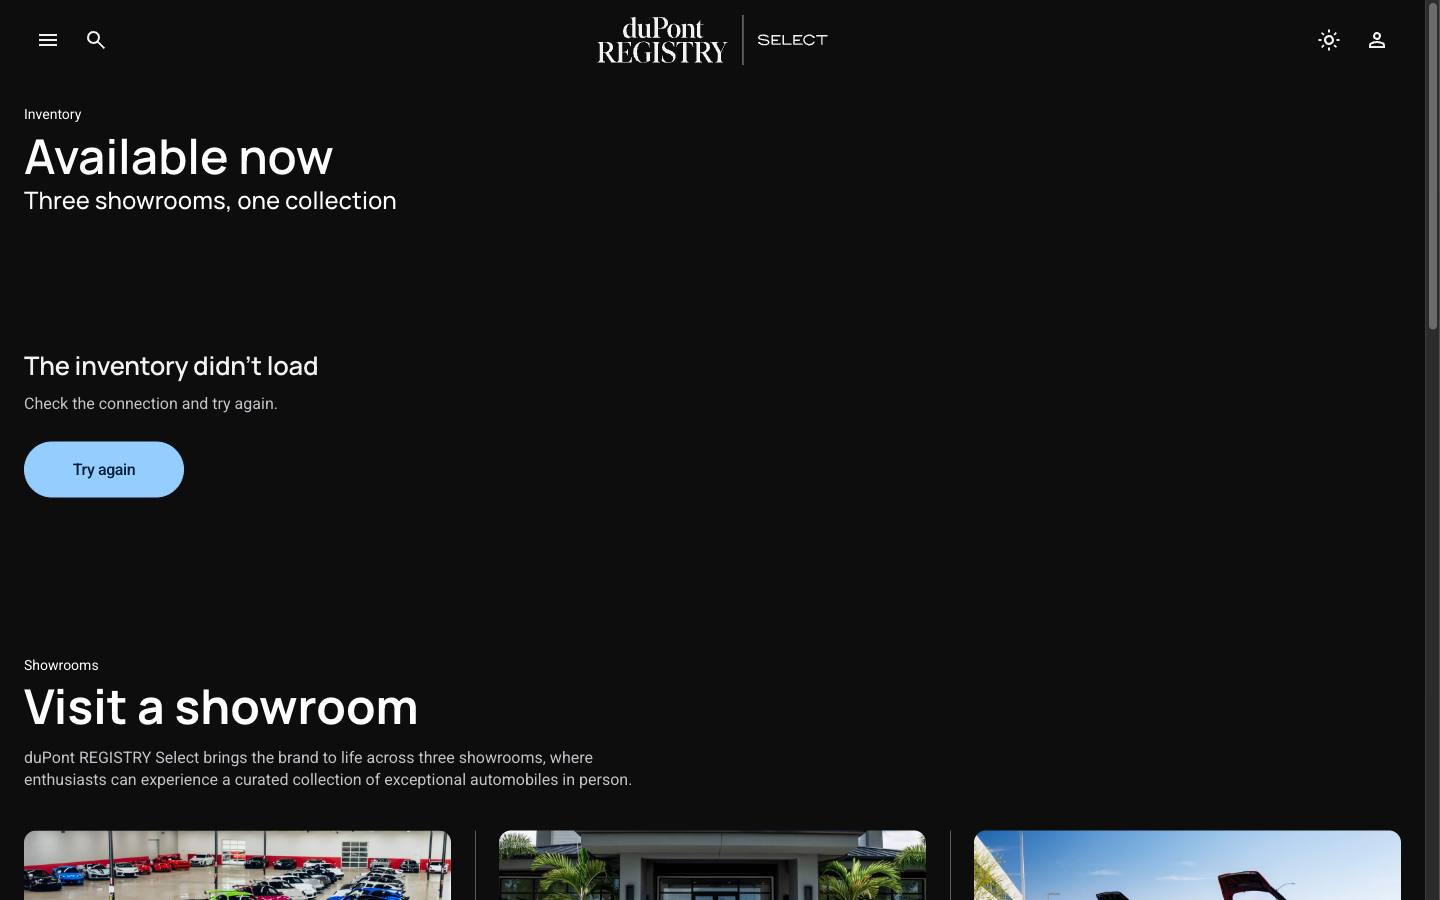 duPont
REGISTRY
SELECT
Inventory
Available now
Three showrooms, one collection
The inventory didn’t load
Check the connection and try again.
Try again
Showrooms
Visit a showroom
duPont REGISTRY Select brings the brand to life across three showrooms, where
enthusiasts can experience a curated collection of exceptional automobiles in person.